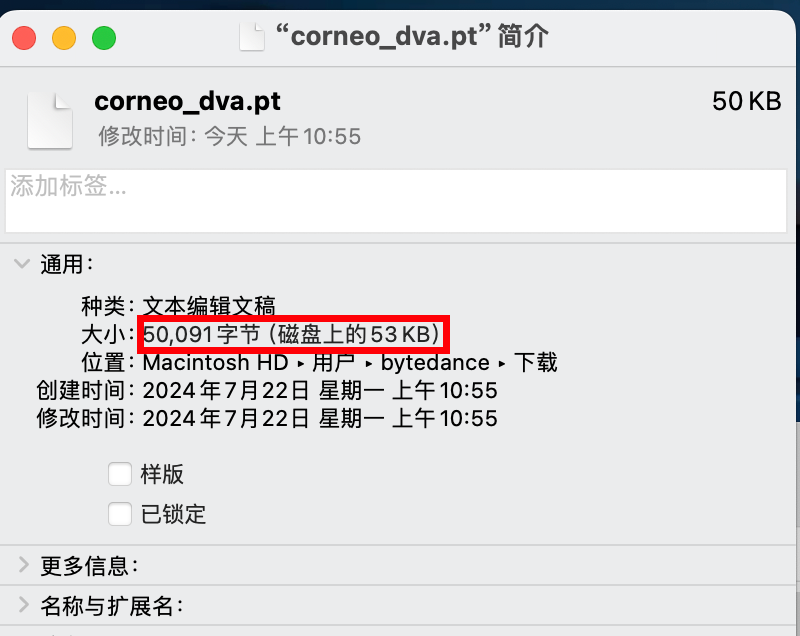 “corneo_dva.pt”简介
corneo_dva.pt 50 KB
修改时间：今天 上午10:55
添加标签...
通用：
种类：文本编辑文稿
大小：50,091字节（磁盘上的53 KB）
位置：Macintosh HD ▸ 用户 ▸ bytedance ▸ 下载
创建时间：2024年7月22日 星期一 上午10:55
修改时间：2024年7月22日 星期一 上午10:55
样版
已锁定
更多信息：
名称与扩展名：